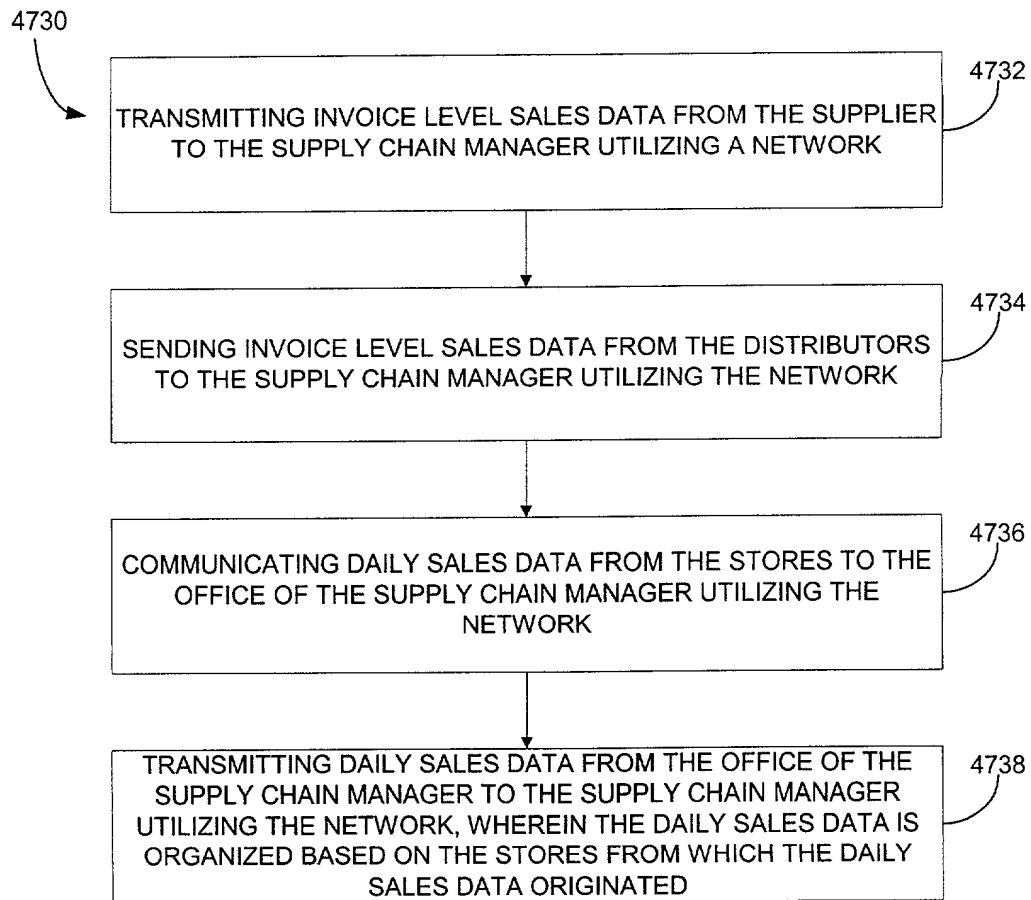 4730
4732
TRANSMITTING INVOICE LEVEL SALES DATA FROM THE SUPPLIER
TO THE SUPPLY CHAIN MANAGER UTILIZING A NETWORK
4734
SENDING INVOICE LEVEL SALES DATA FROM THE DISTRIBUTORS
TO THE SUPPLY CHAIN MANAGER UTILIZING THE NETWORK
4736
COMMUNICATING DAILY SALES DATA FROM THE STORES TO THE
OFFICE OF THE SUPPLY CHAIN MANAGER UTILIZING THE
NETWORK
4738
TRANSMITTING DAILY SALES DATA FROM THE OFFICE OF THE
SUPPLY CHAIN MANAGER TO THE SUPPLY CHAIN MANAGER
UTILIZING THE NETWORK, WHEREIN THE DAILY SALES DATA IS
ORGANIZED BASED ON THE STORES FROM WHICH THE DAILY
SALES DATA ORIGINATED